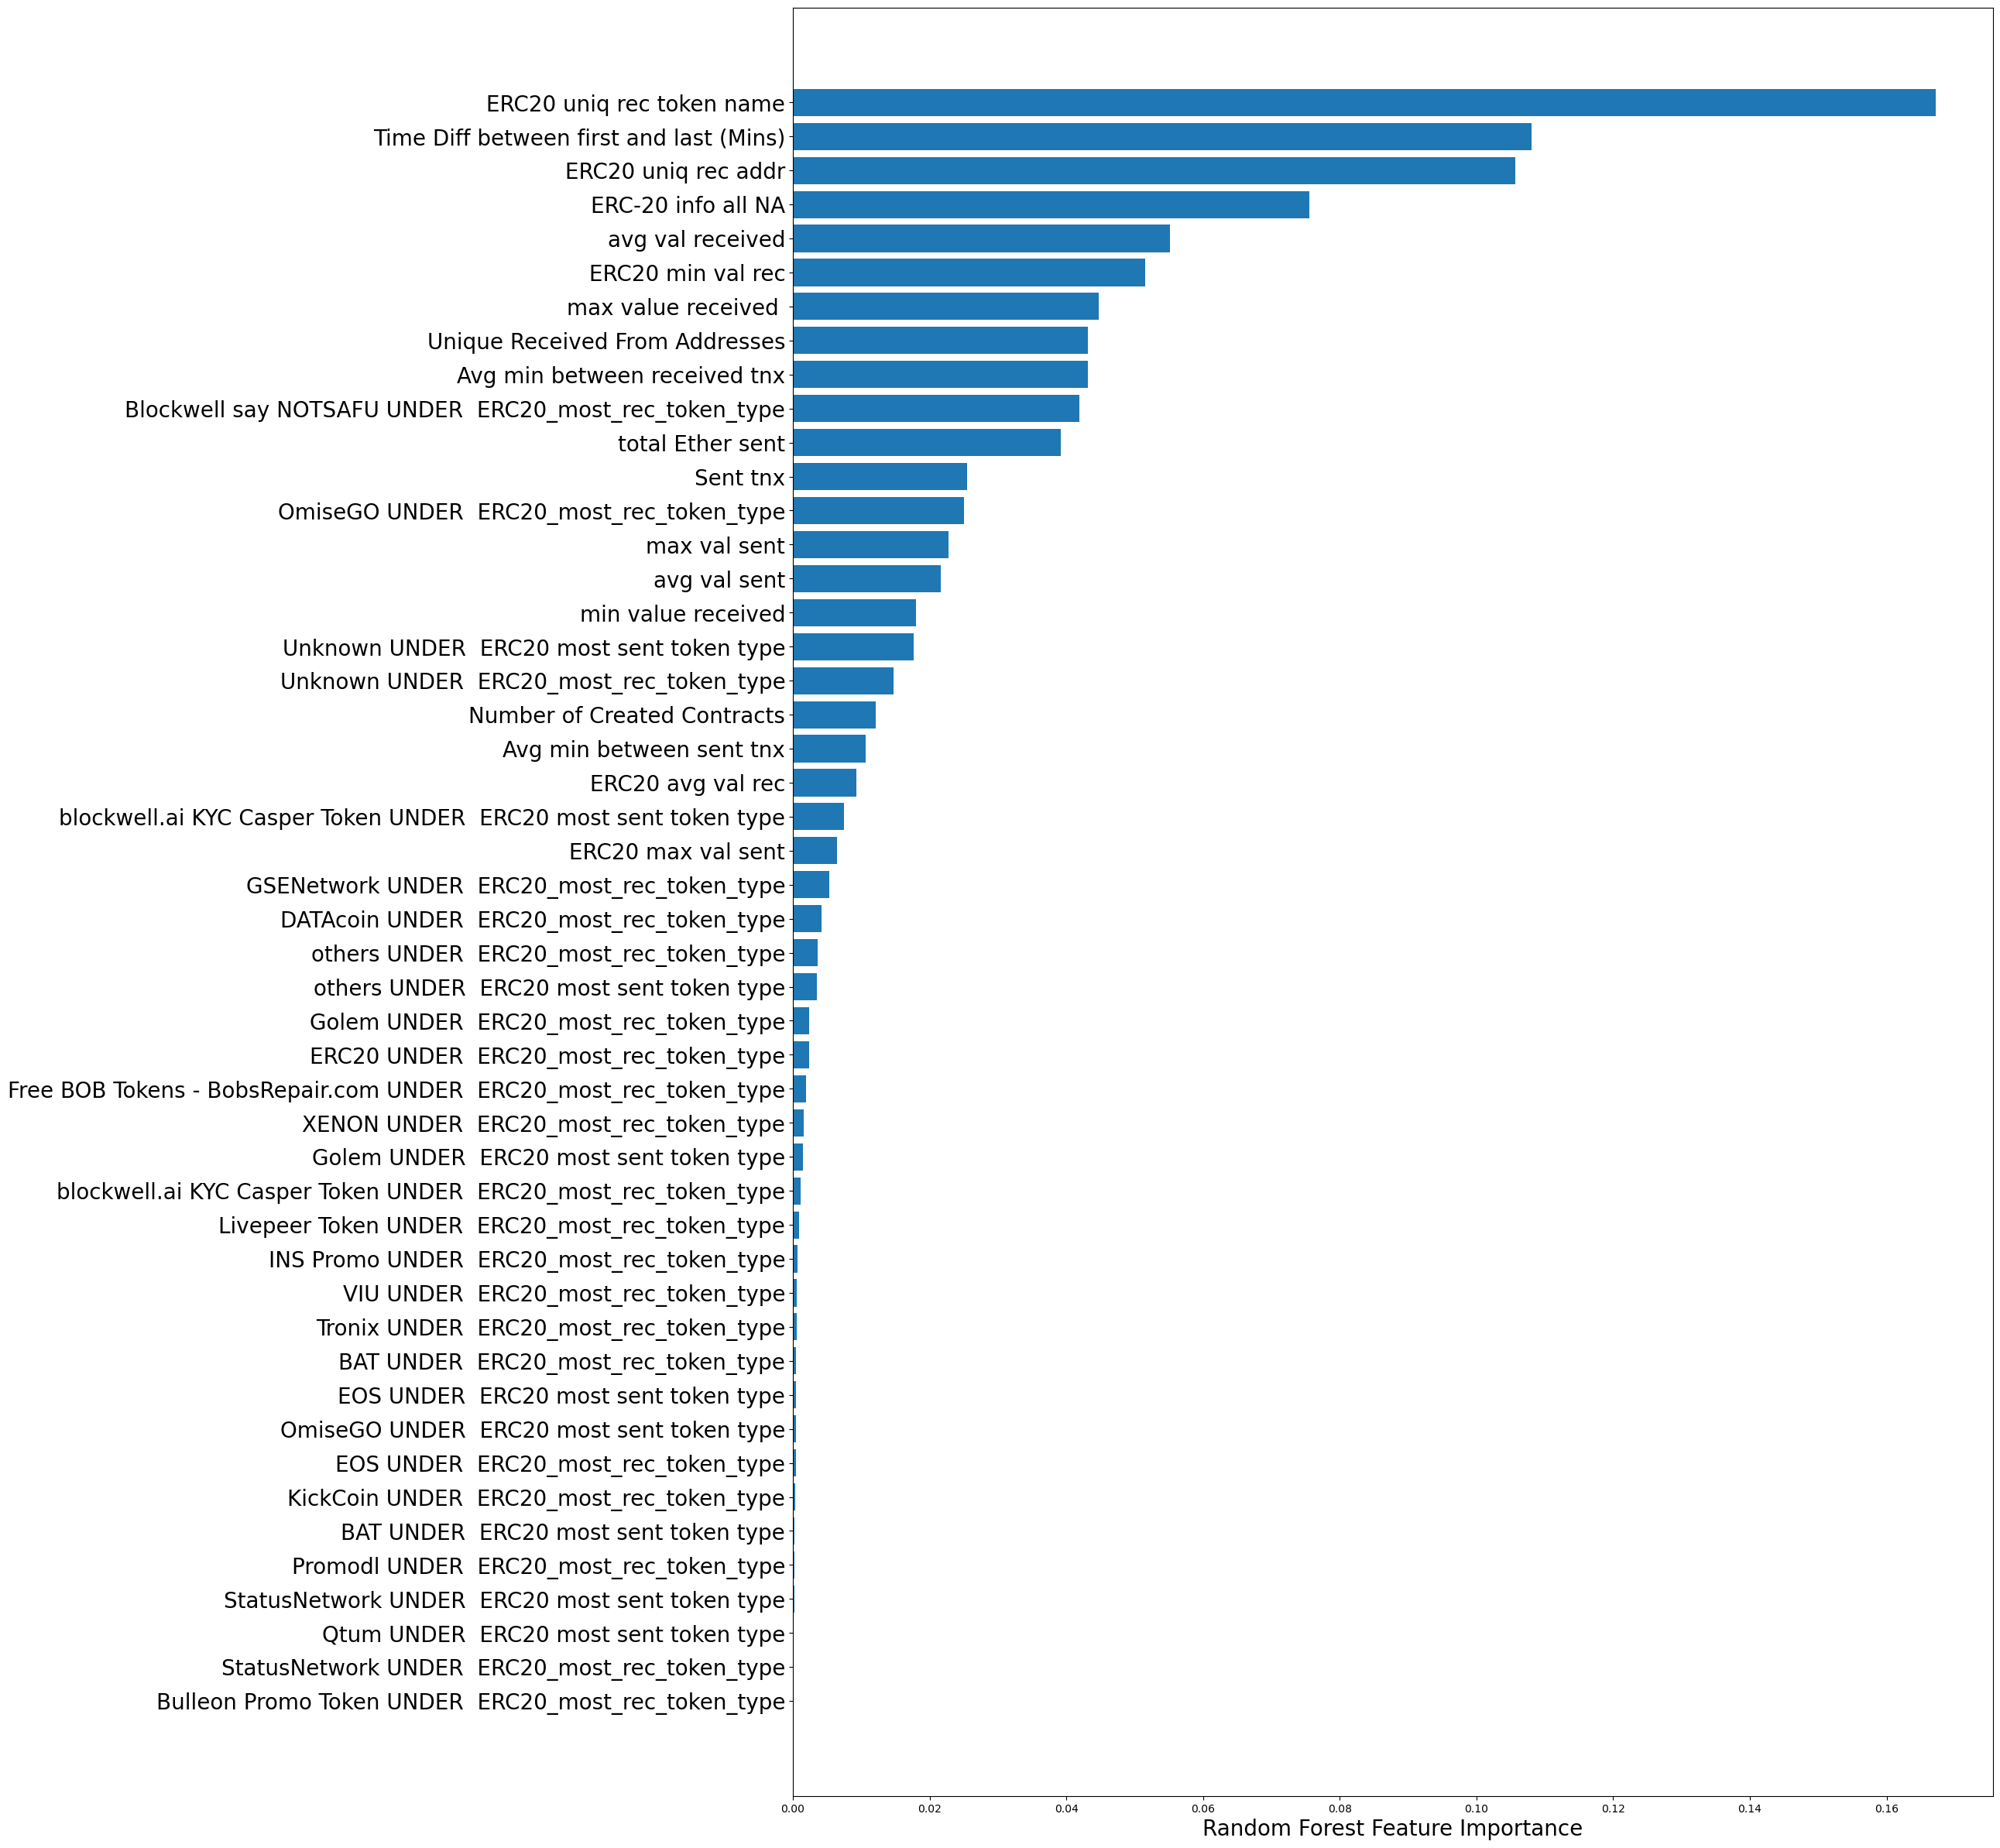 ERC20 uniq rec token name
Time Diff between first and last (Mins)
ERC20 uniq rec addr
ERC-20 info all NA
avg val received
ERC20 min val rec
max value received
Unique Received From Addresses
Avg min between received tnx
Blockwell say NOTSAFU UNDER  ERC20_most_rec_token_type
total Ether sent
Sent tnx
OmiseGO UNDER  ERC20_most_rec_token_type
max val sent
avg val sent
min value received
Unknown UNDER  ERC20 most sent token type
Unknown UNDER  ERC20_most_rec_token_type
Number of Created Contracts
Avg min between sent tnx
ERC20 avg val rec
blockwell.ai KYC Casper Token UNDER  ERC20 most sent token type
ERC20 max val sent
GSENetwork UNDER  ERC20_most_rec_token_type
DATAcoin UNDER  ERC20_most_rec_token_type
others UNDER  ERC20_most_rec_token_type
others UNDER  ERC20 most sent token type
Golem UNDER  ERC20_most_rec_token_type
ERC20 UNDER  ERC20_most_rec_token_type
Free BOB Tokens - BobsRepair.com UNDER  ERC20_most_rec_token_type
XENON UNDER  ERC20_most_rec_token_type
Golem UNDER  ERC20 most sent token type
blockwell.ai KYC Casper Token UNDER  ERC20_most_rec_token_type
Livepeer Token UNDER  ERC20_most_rec_token_type
INS Promo UNDER  ERC20_most_rec_token_type
VIU UNDER  ERC20_most_rec_token_type
Tronix UNDER  ERC20_most_rec_token_type
BAT UNDER  ERC20_most_rec_token_type
EOS UNDER  ERC20 most sent token type
OmiseGO UNDER  ERC20 most sent token type
EOS UNDER  ERC20_most_rec_token_type
KickCoin UNDER  ERC20_most_rec_token_type
BAT UNDER  ERC20 most sent token type
Promodl UNDER  ERC20_most_rec_token_type
StatusNetwork UNDER  ERC20 most sent token type
Qtum UNDER  ERC20 most sent token type
StatusNetwork UNDER  ERC20_most_rec_token_type
Bulleon Promo Token UNDER  ERC20_most_rec_token_type
0.00 0.02 0.04 0.06 0.08 0.10 0.12 0.14 0.16
Random Forest Feature Importance